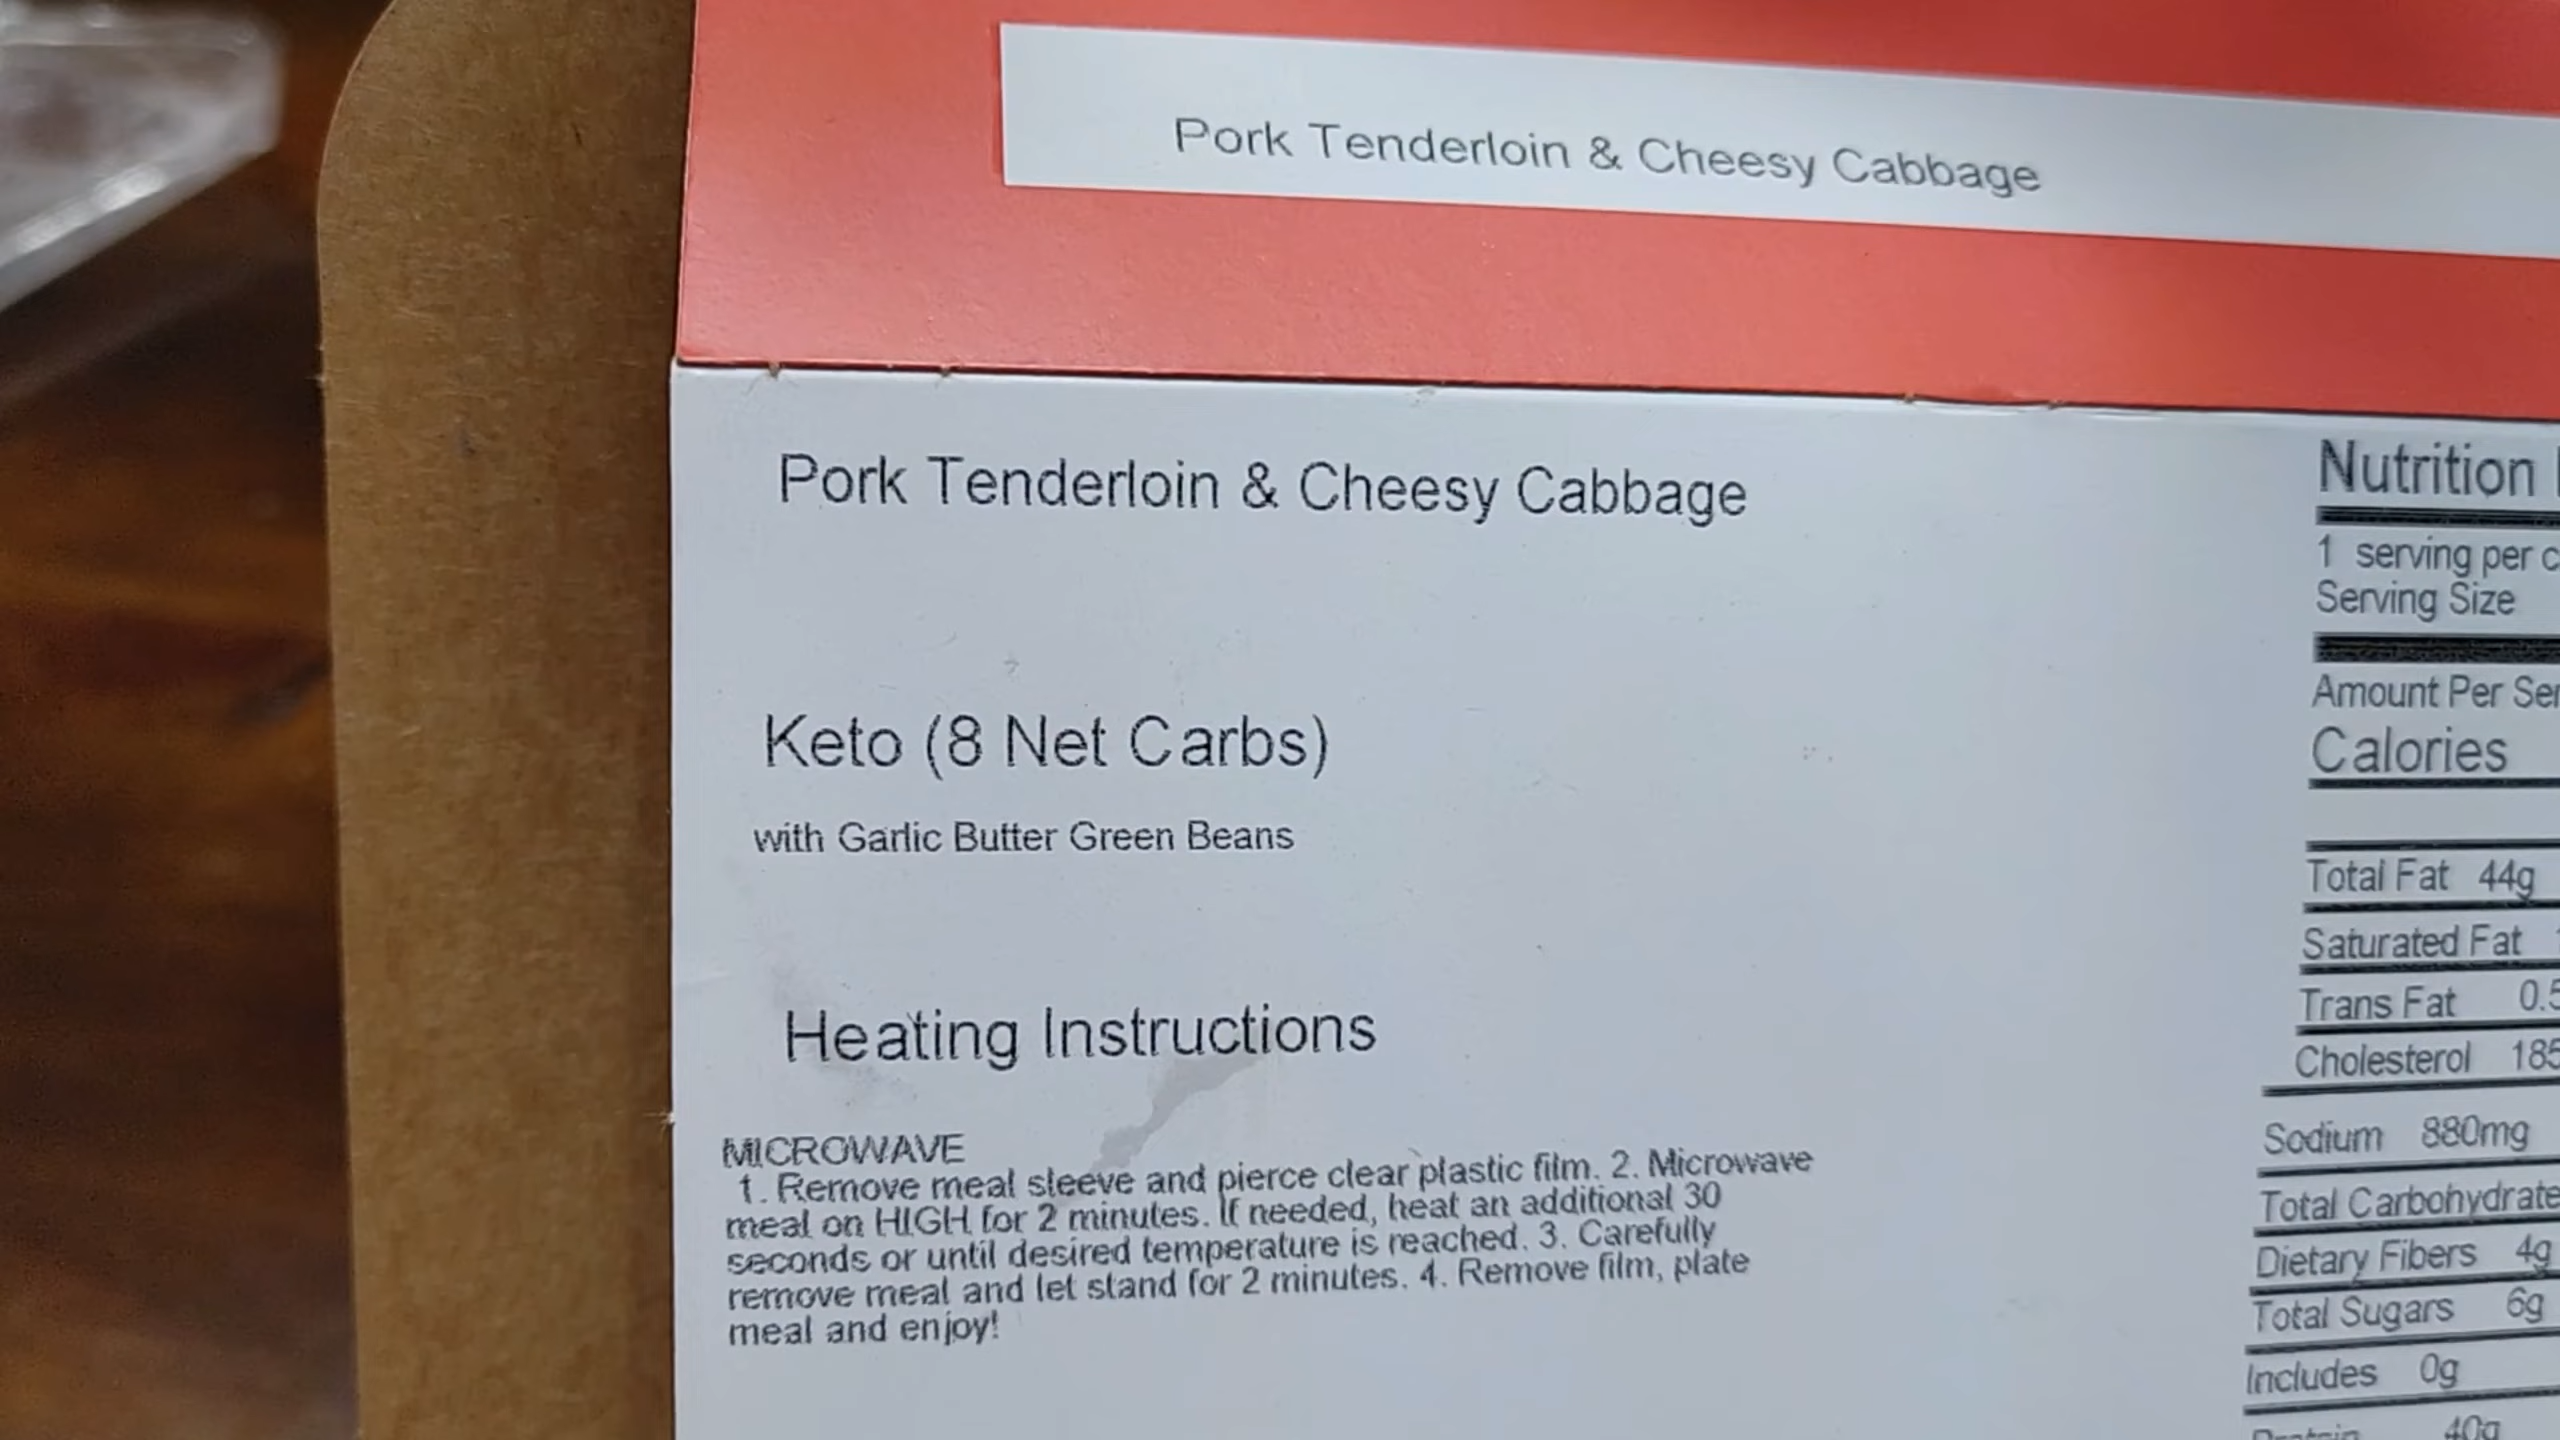 Pork Tenderloin & Cheesy Cabbage
Pork Tenderloin & Cheesy Cabbage
Keto (8 Net Carbs)
with Garlic Butter Green Beans
Heating Instructions
MICROWAVE
1. Remove meal sleeve and pierce clear plastic film. 2. Microwave
meal on HIGH for 2 minutes. If needed, heat an additional 30
seconds or until desired temperature is reached. 3. Carefully
remove meal and let stand for 2 minutes. 4. Remove film, plate
meal and enjoy!
Nutrition
1 serving per
Serving Size
Amount Per
Calories
Total Fat 44g
Saturated Fat
Trans Fat 0.5
Cholesterol 185
Sodium 880mg
Total Carbohydrate
Dietary Fibers 4g
Total Sugars 6g
Includes 0g
Protein 40g